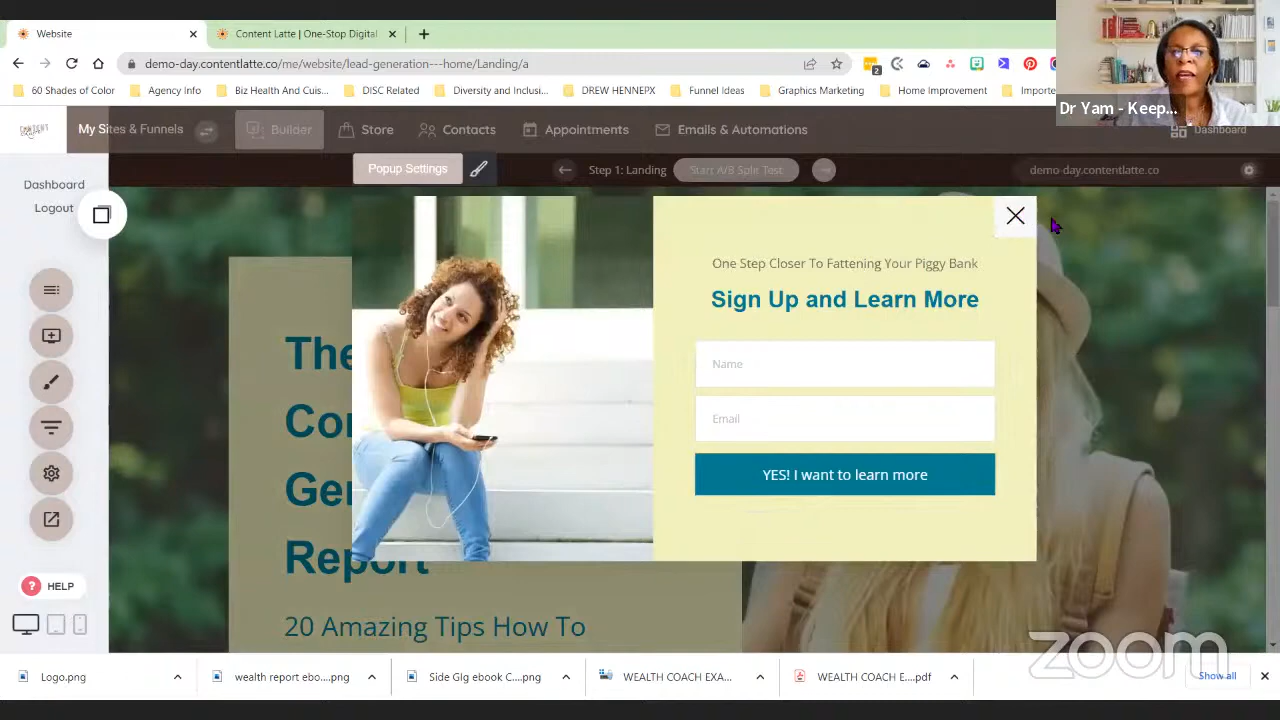 Website
Content Latte | One-Stop Digital
demo-day.contentlatte.co/me/website/lead-generation---home/Landing/a
2
60 Shades of Color
Agency Info
Biz Health And Cuis...
DISC Related
Diversity and Inclusi...
DREW HENNEPX
Funnel Ideas
Graphics Marketing
Home Improvement
Importe
Dr Yam - Keep...
My Sites & Funnels
Builder
Store
Contacts
Appointments
Emails & Automations
Dashboard
Popup Settings
Step 1: Landing
Start A/B Split Test
demo-day.contentlatte.co
Dashboard
Logout
One Step Closer To Fattening Your Piggy Bank
Sign Up and Learn More
Name
Email
YES! I want to learn more
The
Co
Ge
Report
20 Amazing Tips How To
? HELP
zoom
Logo.png
wealth report ebo....png
Side Gig ebook C....png
WEALTH COACH EXA...
WEALTH COACH E....pdf
Show all